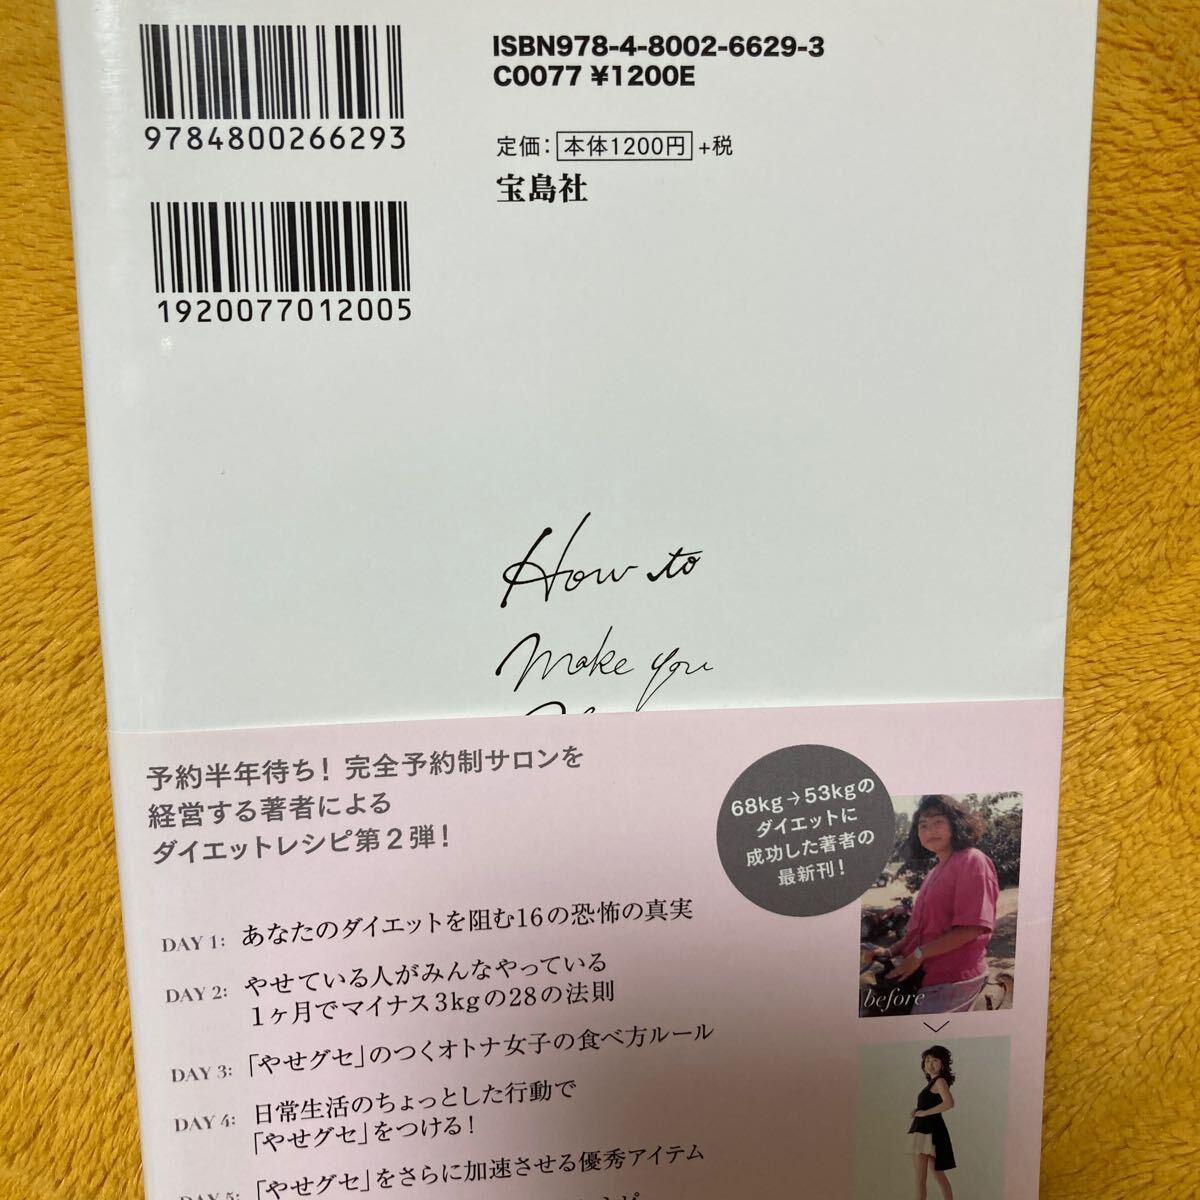 ISBN978-4-8002-6629-3
C0077 ¥1200E
9784800266293
定価：本体1200円+税
宝島社
1920077012005
How to
make you
予約半年待ち！完全予約制サロンを
経営する著者による
ダイエットレシピ第2弾！
68kg→53kgの
ダイエットに
成功した著者の
最新刊！
DAY 1: あなたのダイエットを阻む16の恐怖の真実
DAY 2: やせている人がみんなやっている
1ヶ月でマイナス3kgの28の法則
DAY 3: 「やせグセ」のつくオトナ女子の食べ方ルール
DAY 4: 日常生活のちょっとした行動で
「やせグセ」をつける！
DAY 5: 「やせグセ」をさらに加速させる優秀アイテム
before